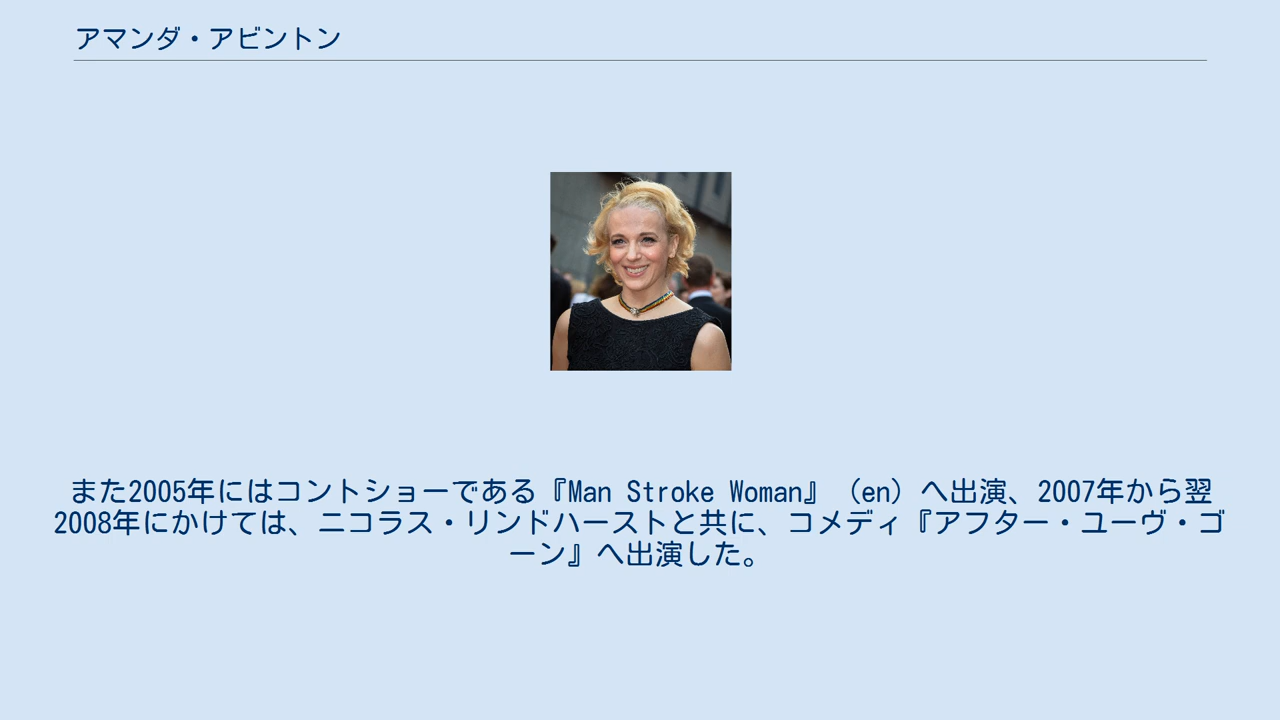 アマンダ・アビントン
また2005年にはコントショーである『Man Stroke Woman』（en）へ出演、2007年から翌
2008年にかけては、ニコラス・リンドハーストと共に、コメディ『アフター・ユーヴ・ゴ
ーン』へ出演した。